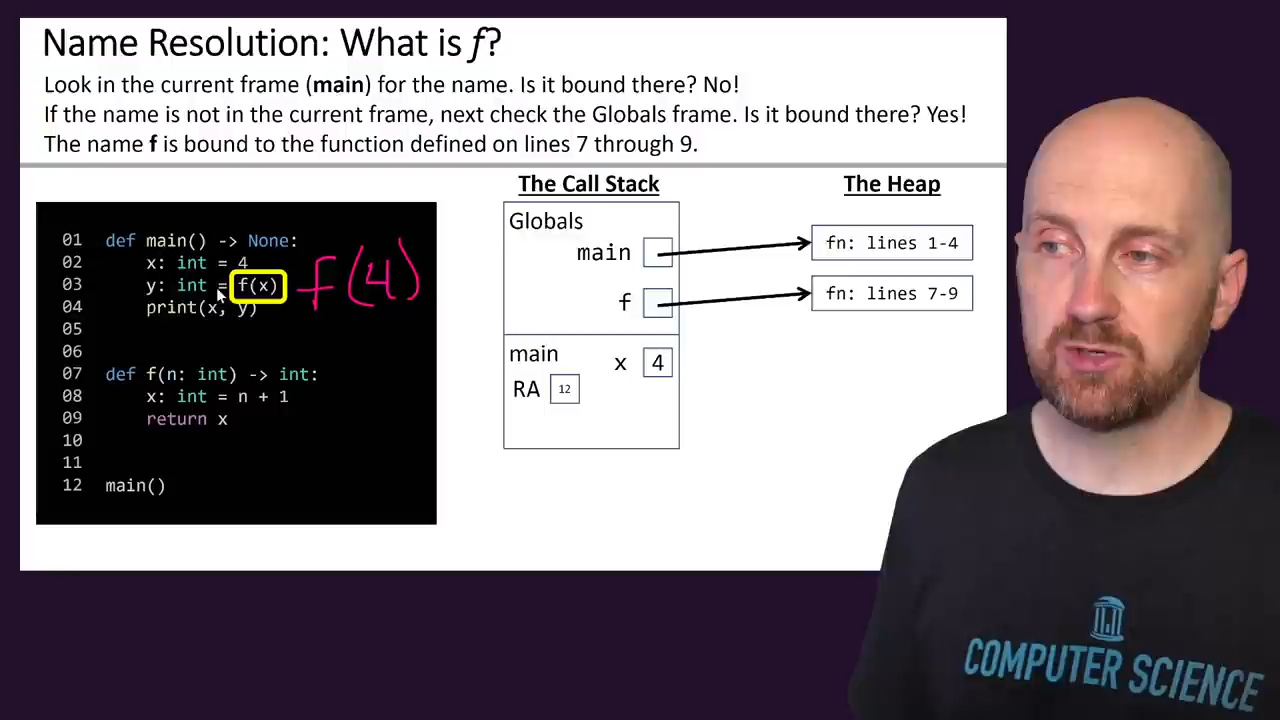 Name Resolution: What is f?
Look in the current frame (main) for the name. Is it bound there? No!
If the name is not in the current frame, next check the Globals frame. Is it bound there? Yes!
The name f is bound to the function defined on lines 7 through 9.
01 def main() -> None:
02 x: int = 4
03 y: int = f(x)
04 print(x, y)
05
06
07 def f(n: int) -> int:
08 x: int = n + 1
09 return x
10
11
12 main()
f(4)
The Call Stack
Globals
main
f
main
x 4
RA 12
The Heap
fn: lines 1-4
fn: lines 7-9
COMPUTER SCIENCE